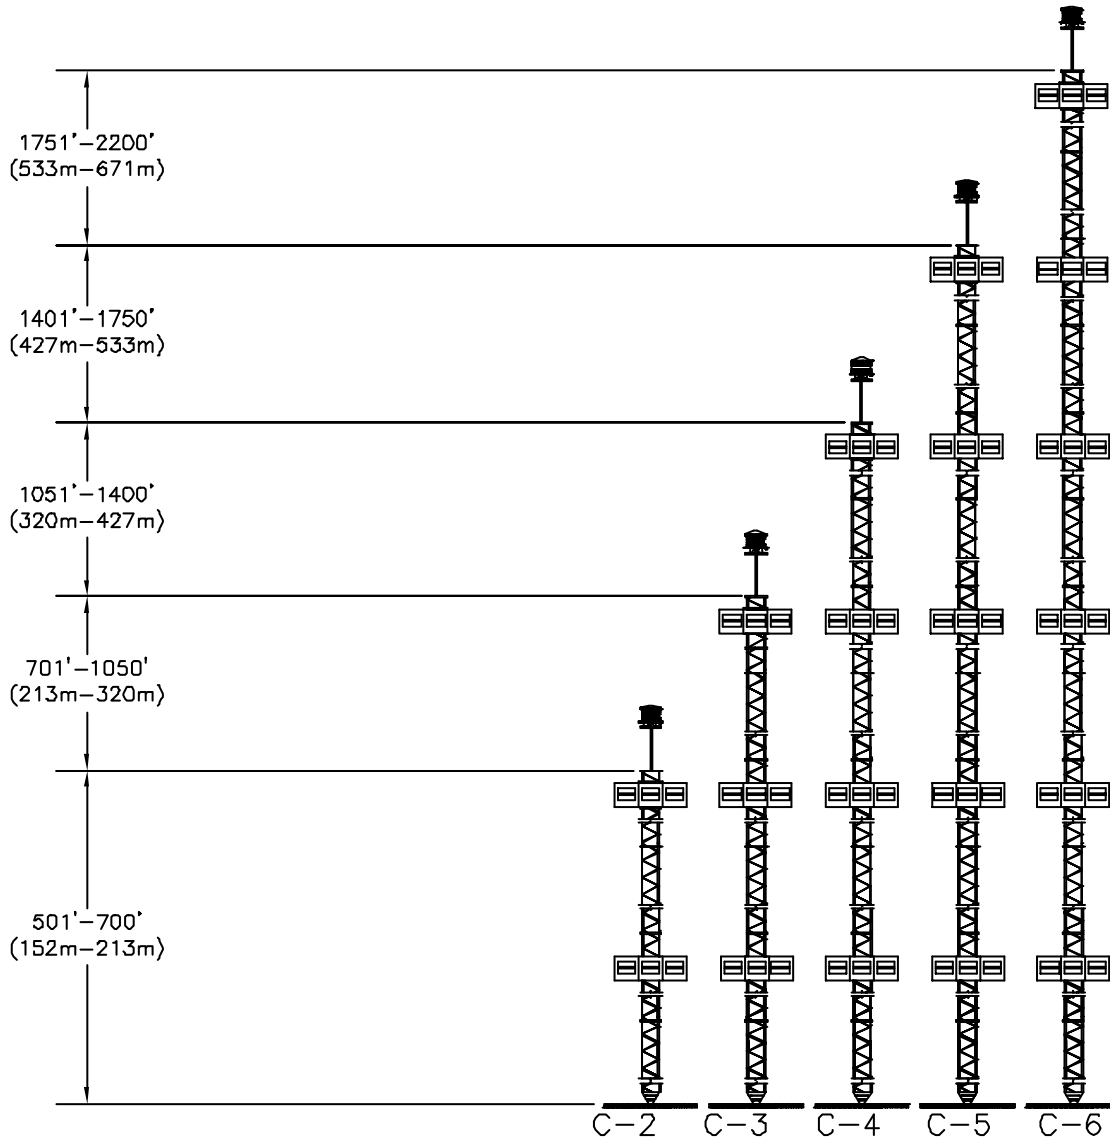 1751'-2200'
(533m-671m)
1401'-1750'
(427m-533m)
1051'-1400'
(320m-427m)
701'-1050'
(213m-320m)
501'-700'
(152m-213m)
C-2 C-3 C-4 C-5 C-6